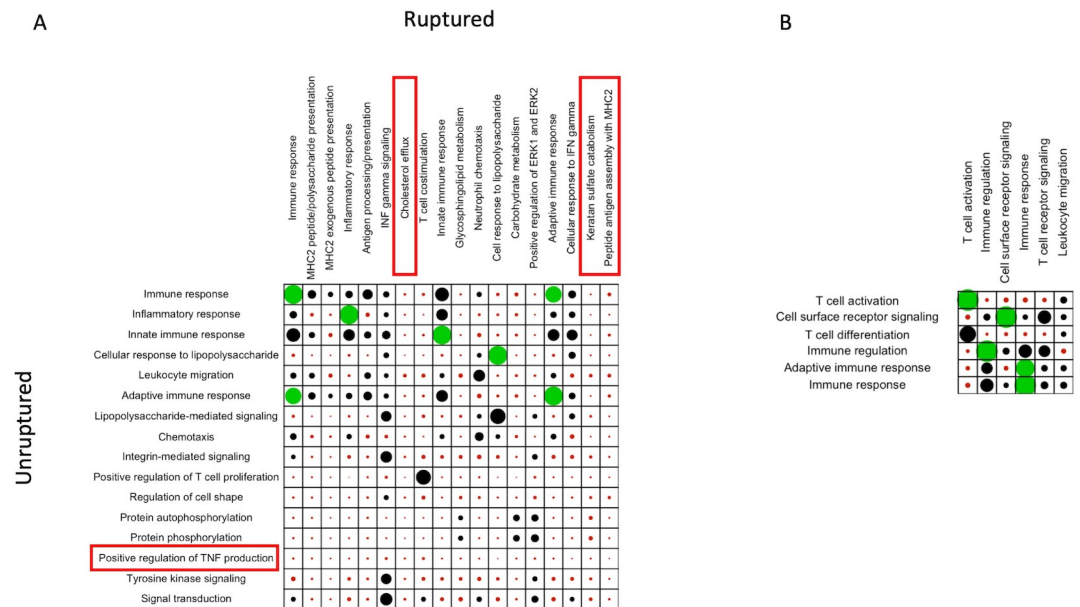 A
Ruptured
B
Immune response
MHC2 peptide/polysaccharide presentation
MHC2 exogenous peptide presentation
Inflammatory response
Antigen processing/presentation
INF gamma signaling
Cholesterol efflux
T cell costimulation
Innate immune response
Glycosphingolipid metabolism
Neutrophil chemotaxis
Cell response to lipopolysaccharide
Carbohydrate metabolism
Positive regulation of ERK1 and ERK2
Adaptive immune response
Cellular response to IFN gamma
Keratan sulfate catabolism
Peptide antigen assembly with MHC2
Unruptured
Immune response
Inflammatory response
Innate immune response
Cellular response to lipopolysaccharide
Leukocyte migration
Adaptive immune response
Lipopolysaccharide-mediated signaling
Chemotaxis
Integrin-mediated signaling
Positive regulation of T cell proliferation
Regulation of cell shape
Protein autophosphorylation
Protein phosphorylation
Positive regulation of TNF production
Tyrosine kinase signaling
Signal transduction
T cell activation
Immune regulation
Cell surface receptor signaling
Immune response
T cell receptor signaling
Leukocyte migration
T cell activation
Cell surface receptor signaling
T cell differentiation
Immune regulation
Adaptive immune response
Immune response